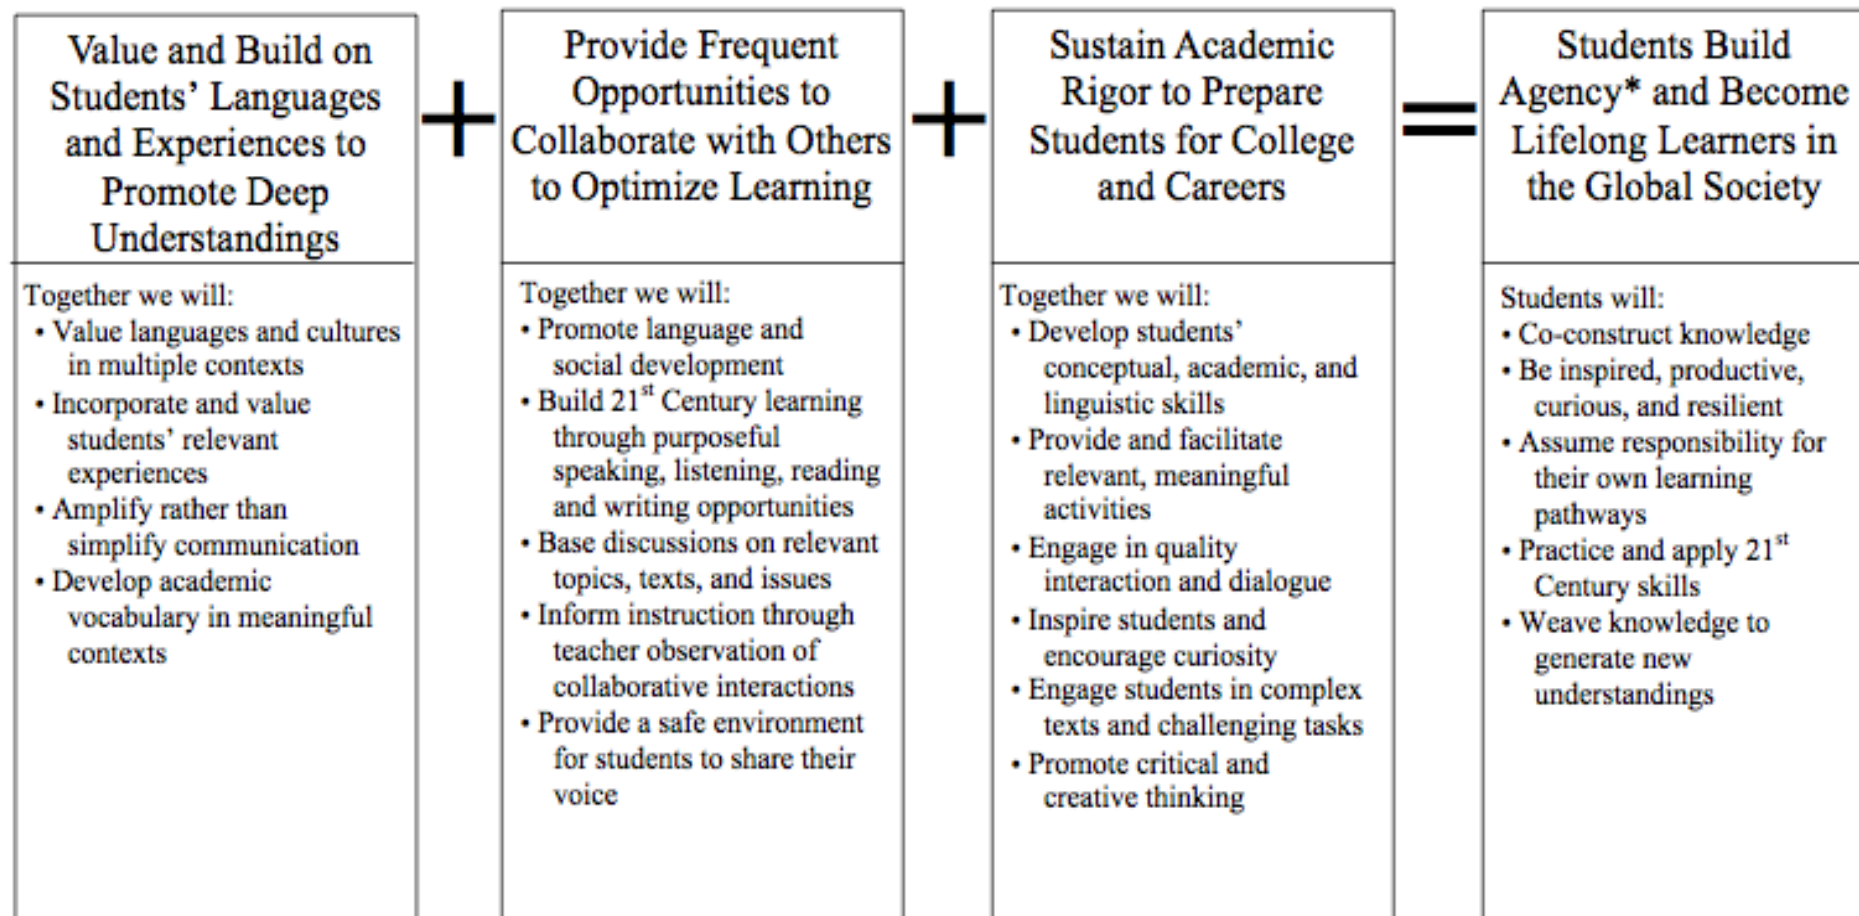 Value and Build on
Students’ Languages
and Experiences to
Promote Deep
Understandings
Together we will:
• Value languages and cultures
in multiple contexts
• Incorporate and value
students’ relevant
experiences
• Amplify rather than
simplify communication
• Develop academic
vocabulary in meaningful
contexts
+
Provide Frequent
Opportunities to
Collaborate with Others
to Optimize Learning
Together we will:
• Promote language and
social development
• Build 21st Century learning
through purposeful
speaking, listening, reading
and writing opportunities
• Base discussions on relevant
topics, texts, and issues
• Inform instruction through
teacher observation of
collaborative interactions
• Provide a safe environment
for students to share their
voice
+
Sustain Academic
Rigor to Prepare
Students for College
and Careers
Together we will:
• Develop students’
conceptual, academic, and
linguistic skills
• Provide and facilitate
relevant, meaningful
activities
• Engage in quality
interaction and dialogue
• Inspire students and
encourage curiosity
• Engage students in complex
texts and challenging tasks
• Promote critical and
creative thinking
=
Students Build
Agency* and Become
Lifelong Learners in
the Global Society
Students will:
• Co-construct knowledge
• Be inspired, productive,
curious, and resilient
• Assume responsibility for
their own learning
pathways
• Practice and apply 21st
Century skills
• Weave knowledge to
generate new
understandings